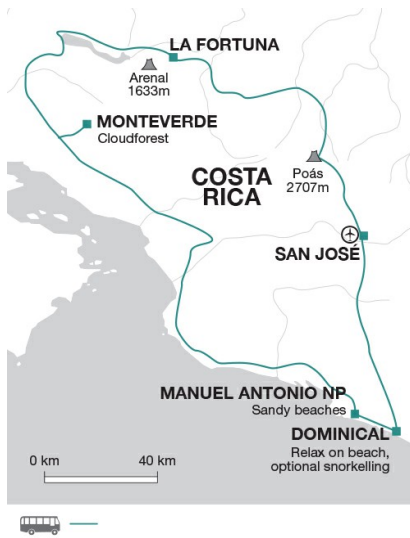 LA FORTUNA
Arenal
1633m
MONTEVERDE
Cloudforest
COSTA
RICA
Poás
2707m
SAN JOSÉ
MANUEL ANTONIO NP
Sandy beaches
DOMINICAL
Relax on beach,
optional snorkelling
0 km
40 km